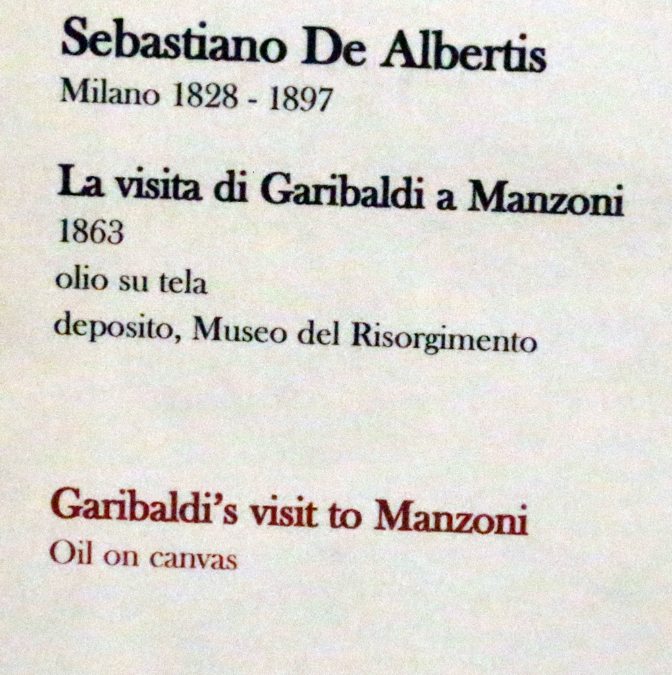 Sebastiano De Albertis
Milano 1828 - 1897
La visita di Garibaldi a Manzoni
1863
olio su tela
deposito, Museo del Risorgimento
Garibaldi's visit to Manzoni
Oil on canvas